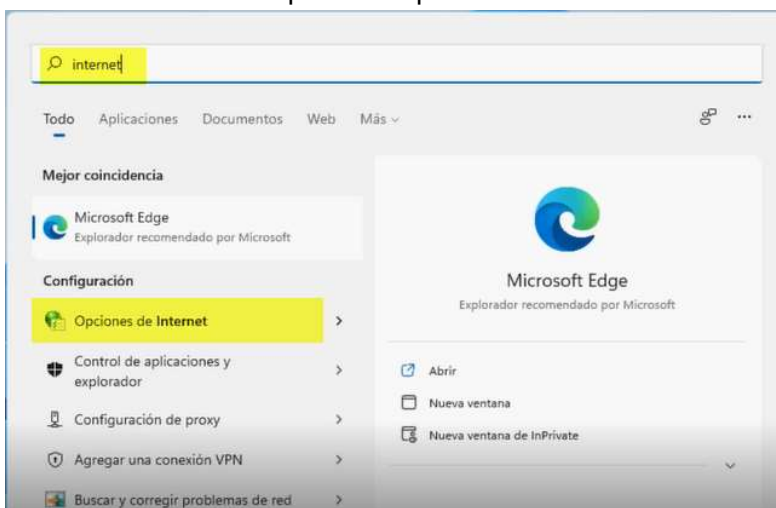 internet
Todo Aplicaciones Documentos Web Más
Mejor coincidencia
Microsoft Edge
Explorador recomendado por Microsoft
Configuración
Opciones de Internet
Control de aplicaciones y
explorador
Configuración de proxy
Agregar una conexión VPN
Buscar y corregir problemas de red
Microsoft Edge
Explorador recomendado por Microsoft
Abrir
Nueva ventana
Nueva ventana de InPrivate